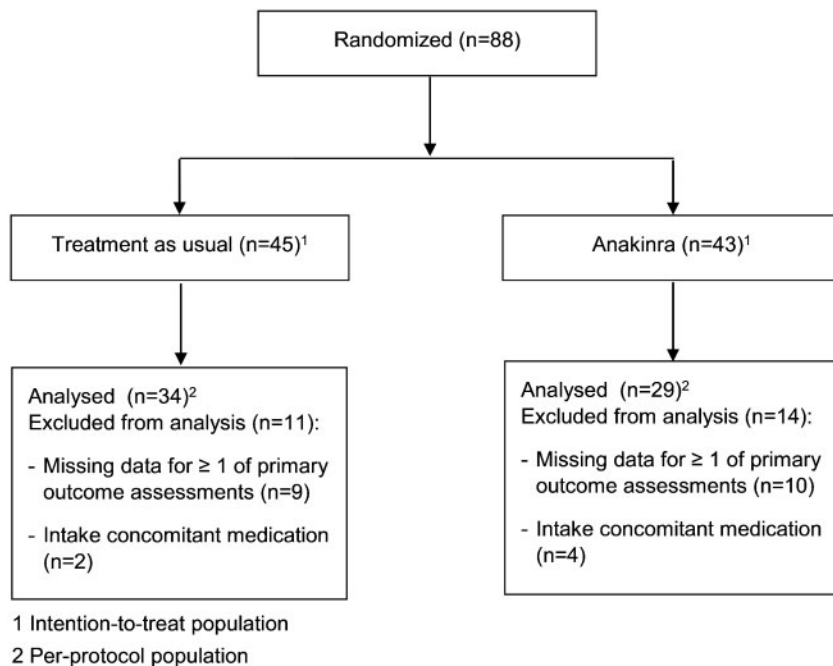 Randomized (n=88)
Treatment as usual (n=45)¹
Anakinra (n=43)¹
Analysed (n=34)²
Excluded from analysis (n=11):
- Missing data for ≥ 1 of primary
outcome assessments (n=9)
- Intake concomitant medication
(n=2)
Analysed (n=29)²
Excluded from analysis (n=14):
- Missing data for ≥ 1 of primary
outcome assessments (n=10)
- Intake concomitant medication
(n=4)
1 Intention-to-treat population
2 Per-protocol population